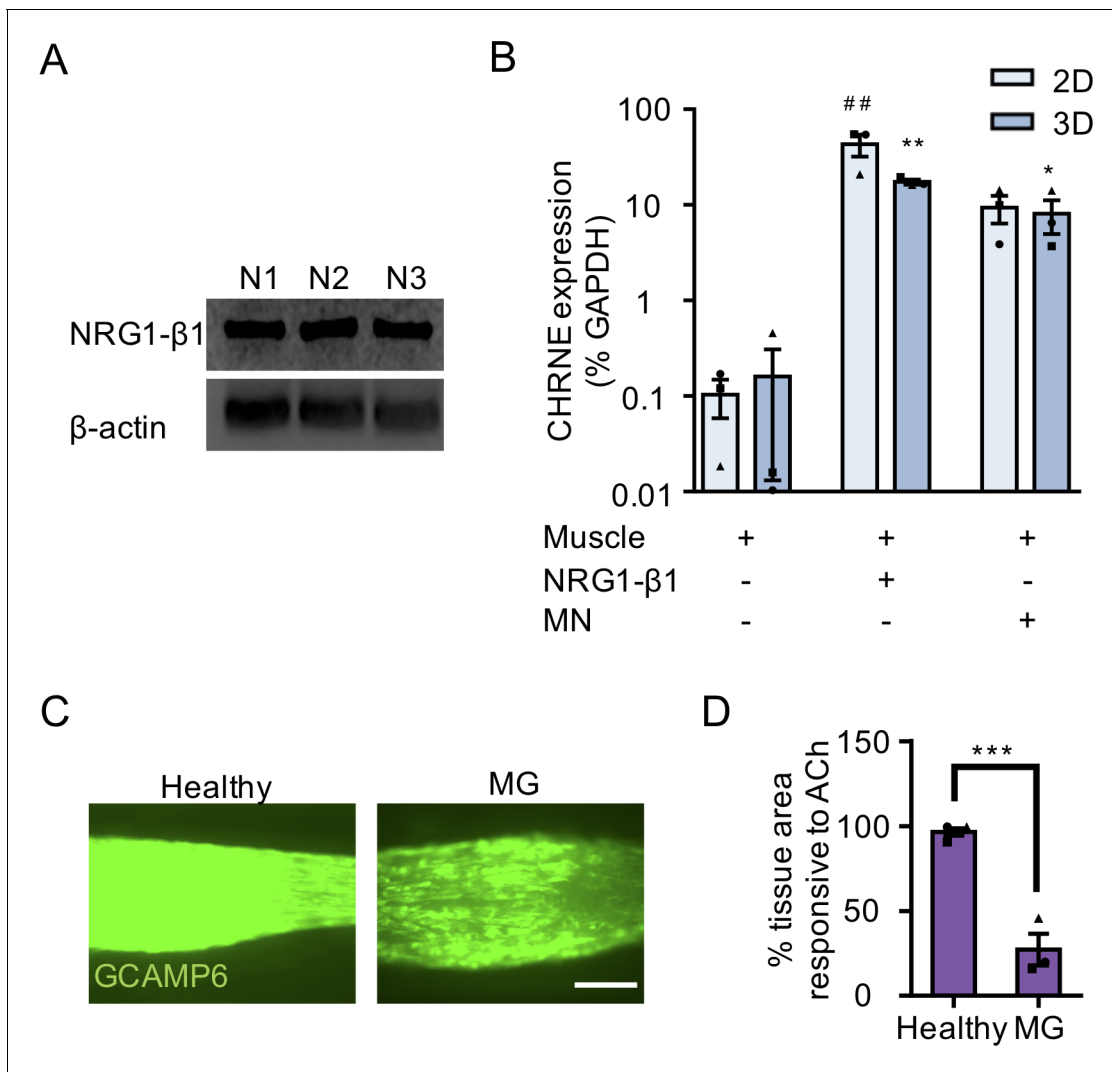 A
N1 N2 N3
NRG1-β1
β-actin
B
2D
3D
CHRNE expression
(% GAPDH)
100
10
1
0.1
0.01
##
**
*
Muscle + + +
NRG1-β1 - + -
MN - - +
C
Healthy
MG
GCAMP6
D
% tissue area
responsive to ACh
150
100
50
0
***
Healthy MG